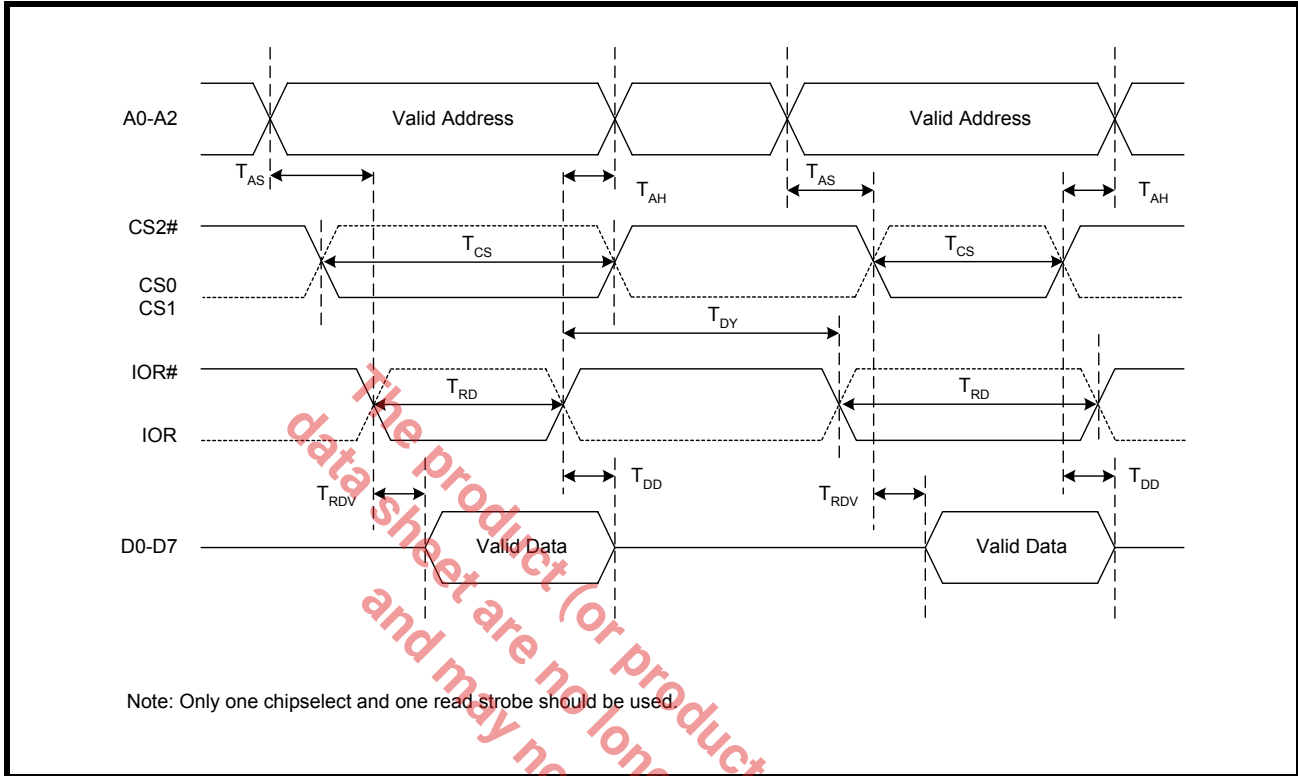 A0-A2
Valid Address
Valid Address
TAS
TAH
TAS
TAH
CS2#
TCS
TCS
CS0
CS1
TDY
IOR#
TRD
TRD
IOR
TRDV
TDD
TRDV
TDD
D0-D7
Valid Data
Valid Data
Note: Only one chipselect and one read strobe should be used.
The product (or product
data sheet are no
and may